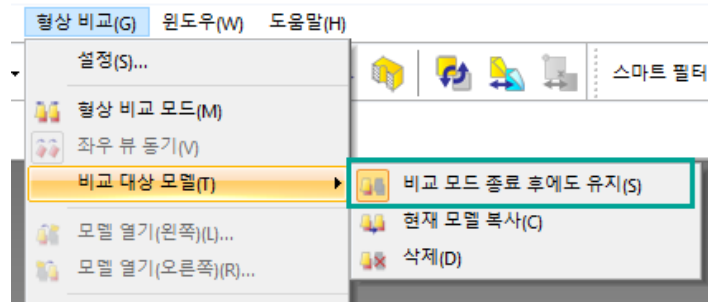 형상 비교(G) 윈도우(W) 도움말(H)
설정(S)...
스마트 필터
형상 비교 모드(M)
좌우 뷰 동기(V)
비교 대상 모델(T)
비교 모드 종료 후에도 유지(S)
현재 모델 복사(C)
모델 열기(왼쪽)(L)...
삭제(D)
모델 열기(오른쪽)(R)...